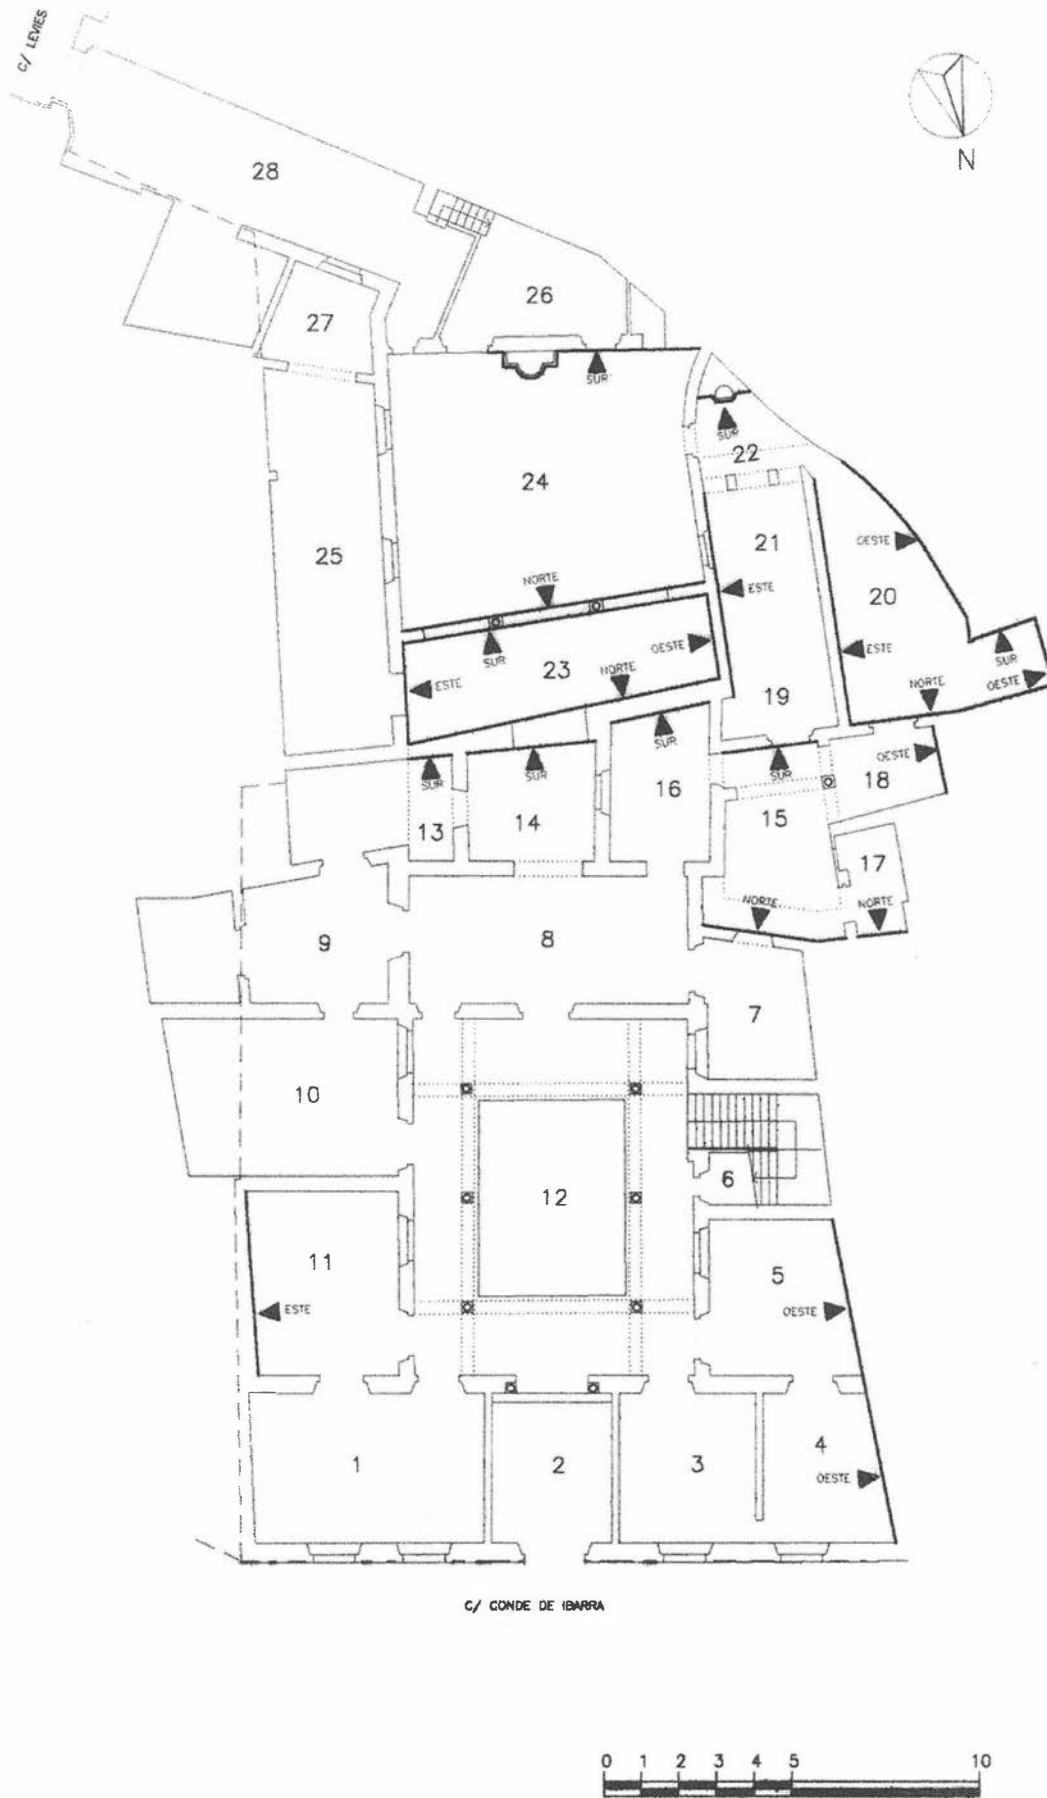 C/ LEVIES
N
28
26
27
SUR
SUR
22
24
25
21
OESTE
NORTE
ESTE
20
SUR
23
OESTE
NORTE
ESTE
ESTE
SUR
19
NORTE
OESTE
SUR
SUR
SUR
SUR
OESTE
18
13
14
16
15
17
NORTE
NORTE
9
8
7
10
6
12
11
5
ESTE
OESTE
1
2
3
4
OESTE
C/ CONDE DE IBARRA
0 1 2 3 4 5 10